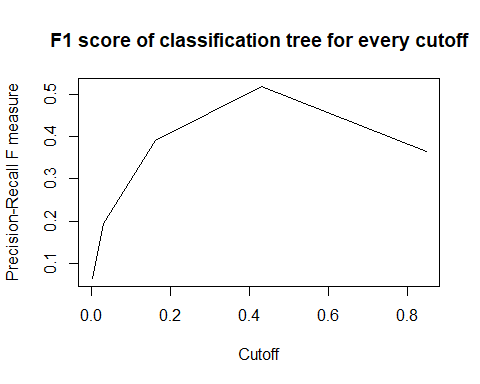 F1 score of classification tree for every cutoff
Precision-Recall F measure
0.5
0.4
0.3
0.2
0.1
0.0 0.2 0.4 0.6 0.8
Cutoff